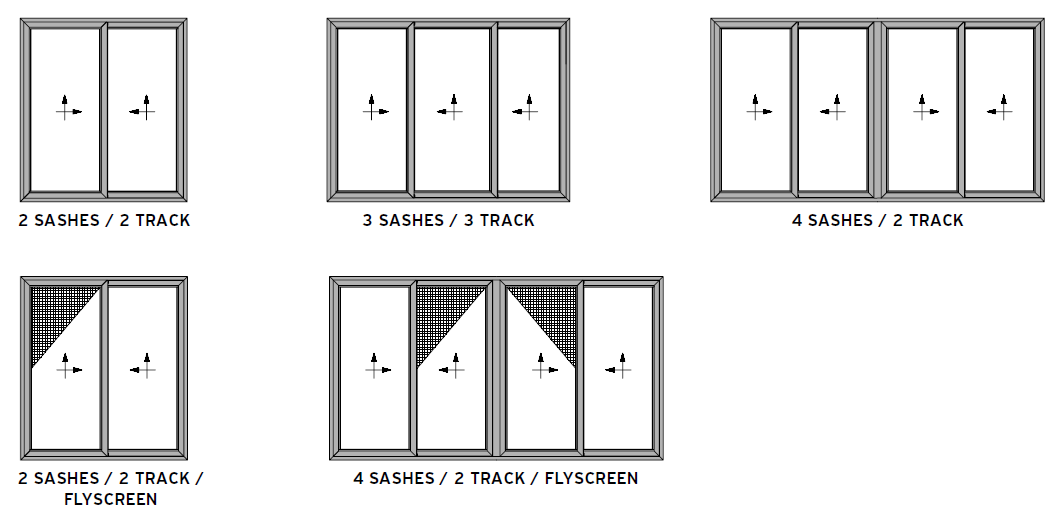 2 SASHES / 2 TRACK
3 SASHES / 3 TRACK
4 SASHES / 2 TRACK
2 SASHES / 2 TRACK /
FLYSCREEN
4 SASHES / 2 TRACK / FLYSCREEN